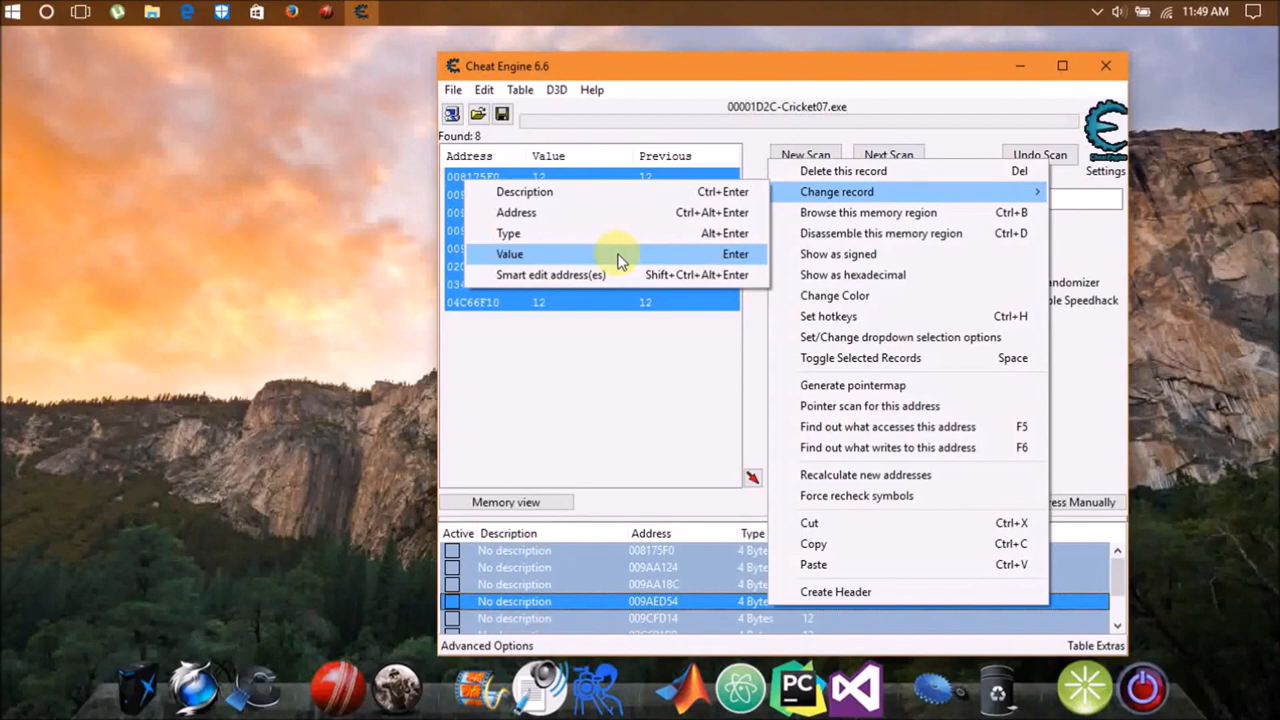 11:49 AM
Cheat Engine 6.6
File Edit Table D3D Help
00001D2C-Cricket07.exe
Found: 8
Address Value Previous
New Scan Next Scan Undo Scan
Cheat Engine
Settings
008175F0 12 12
04C66F10 12 12
Description Ctrl+Enter
Address Ctrl+Alt+Enter
Type Alt+Enter
Value Enter
Smart edit address(es) Shift+Ctrl+Alt+Enter
Delete this record Del
Change record
Browse this memory region Ctrl+B
Disassemble this memory region Ctrl+D
Show as signed
Show as hexadecimal
Change Color
Set hotkeys Ctrl+H
Set/Change dropdown selection options
Toggle Selected Records Space
Generate pointermap
Pointer scan for this address
Find out what accesses this address F5
Find out what writes to this address F6
Recalculate new addresses
Force recheck symbols
Cut Ctrl+X
Copy Ctrl+C
Paste Ctrl+V
Create Header
Memory view
Active Description Address Type
No description 008175F0 4 Bytes
No description 009AA124 4 Bytes
No description 009AA18C 4 Bytes
No description 009AED54 4 Bytes
No description 009CFD14 4 Bytes 12
Advanced Options Table Extras
PC